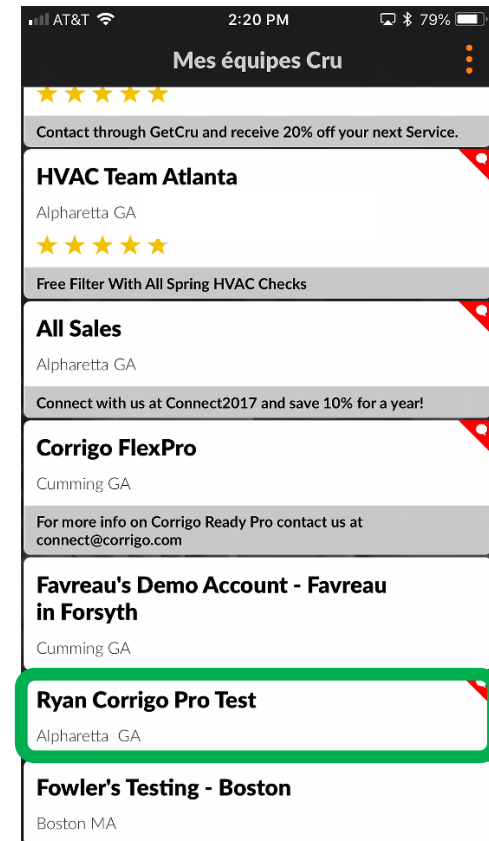 AT&T 2:20 PM 79%
Mes équipes Cru
Contact through GetCru and receive 20% off your next Service.
HVAC Team Atlanta
Alpharetta GA
Free Filter With All Spring HVAC Checks
All Sales
Alpharetta GA
Connect with us at Connect2017 and save 10% for a year!
Corrigo FlexPro
Cumming GA
For more info on Corrigo Ready Pro contact us at
connect@corrigo.com
Favreau's Demo Account - Favreau
in Forsyth
Cumming GA
Ryan Corrigo Pro Test
Alpharetta GA
Fowler's Testing - Boston
Boston MA